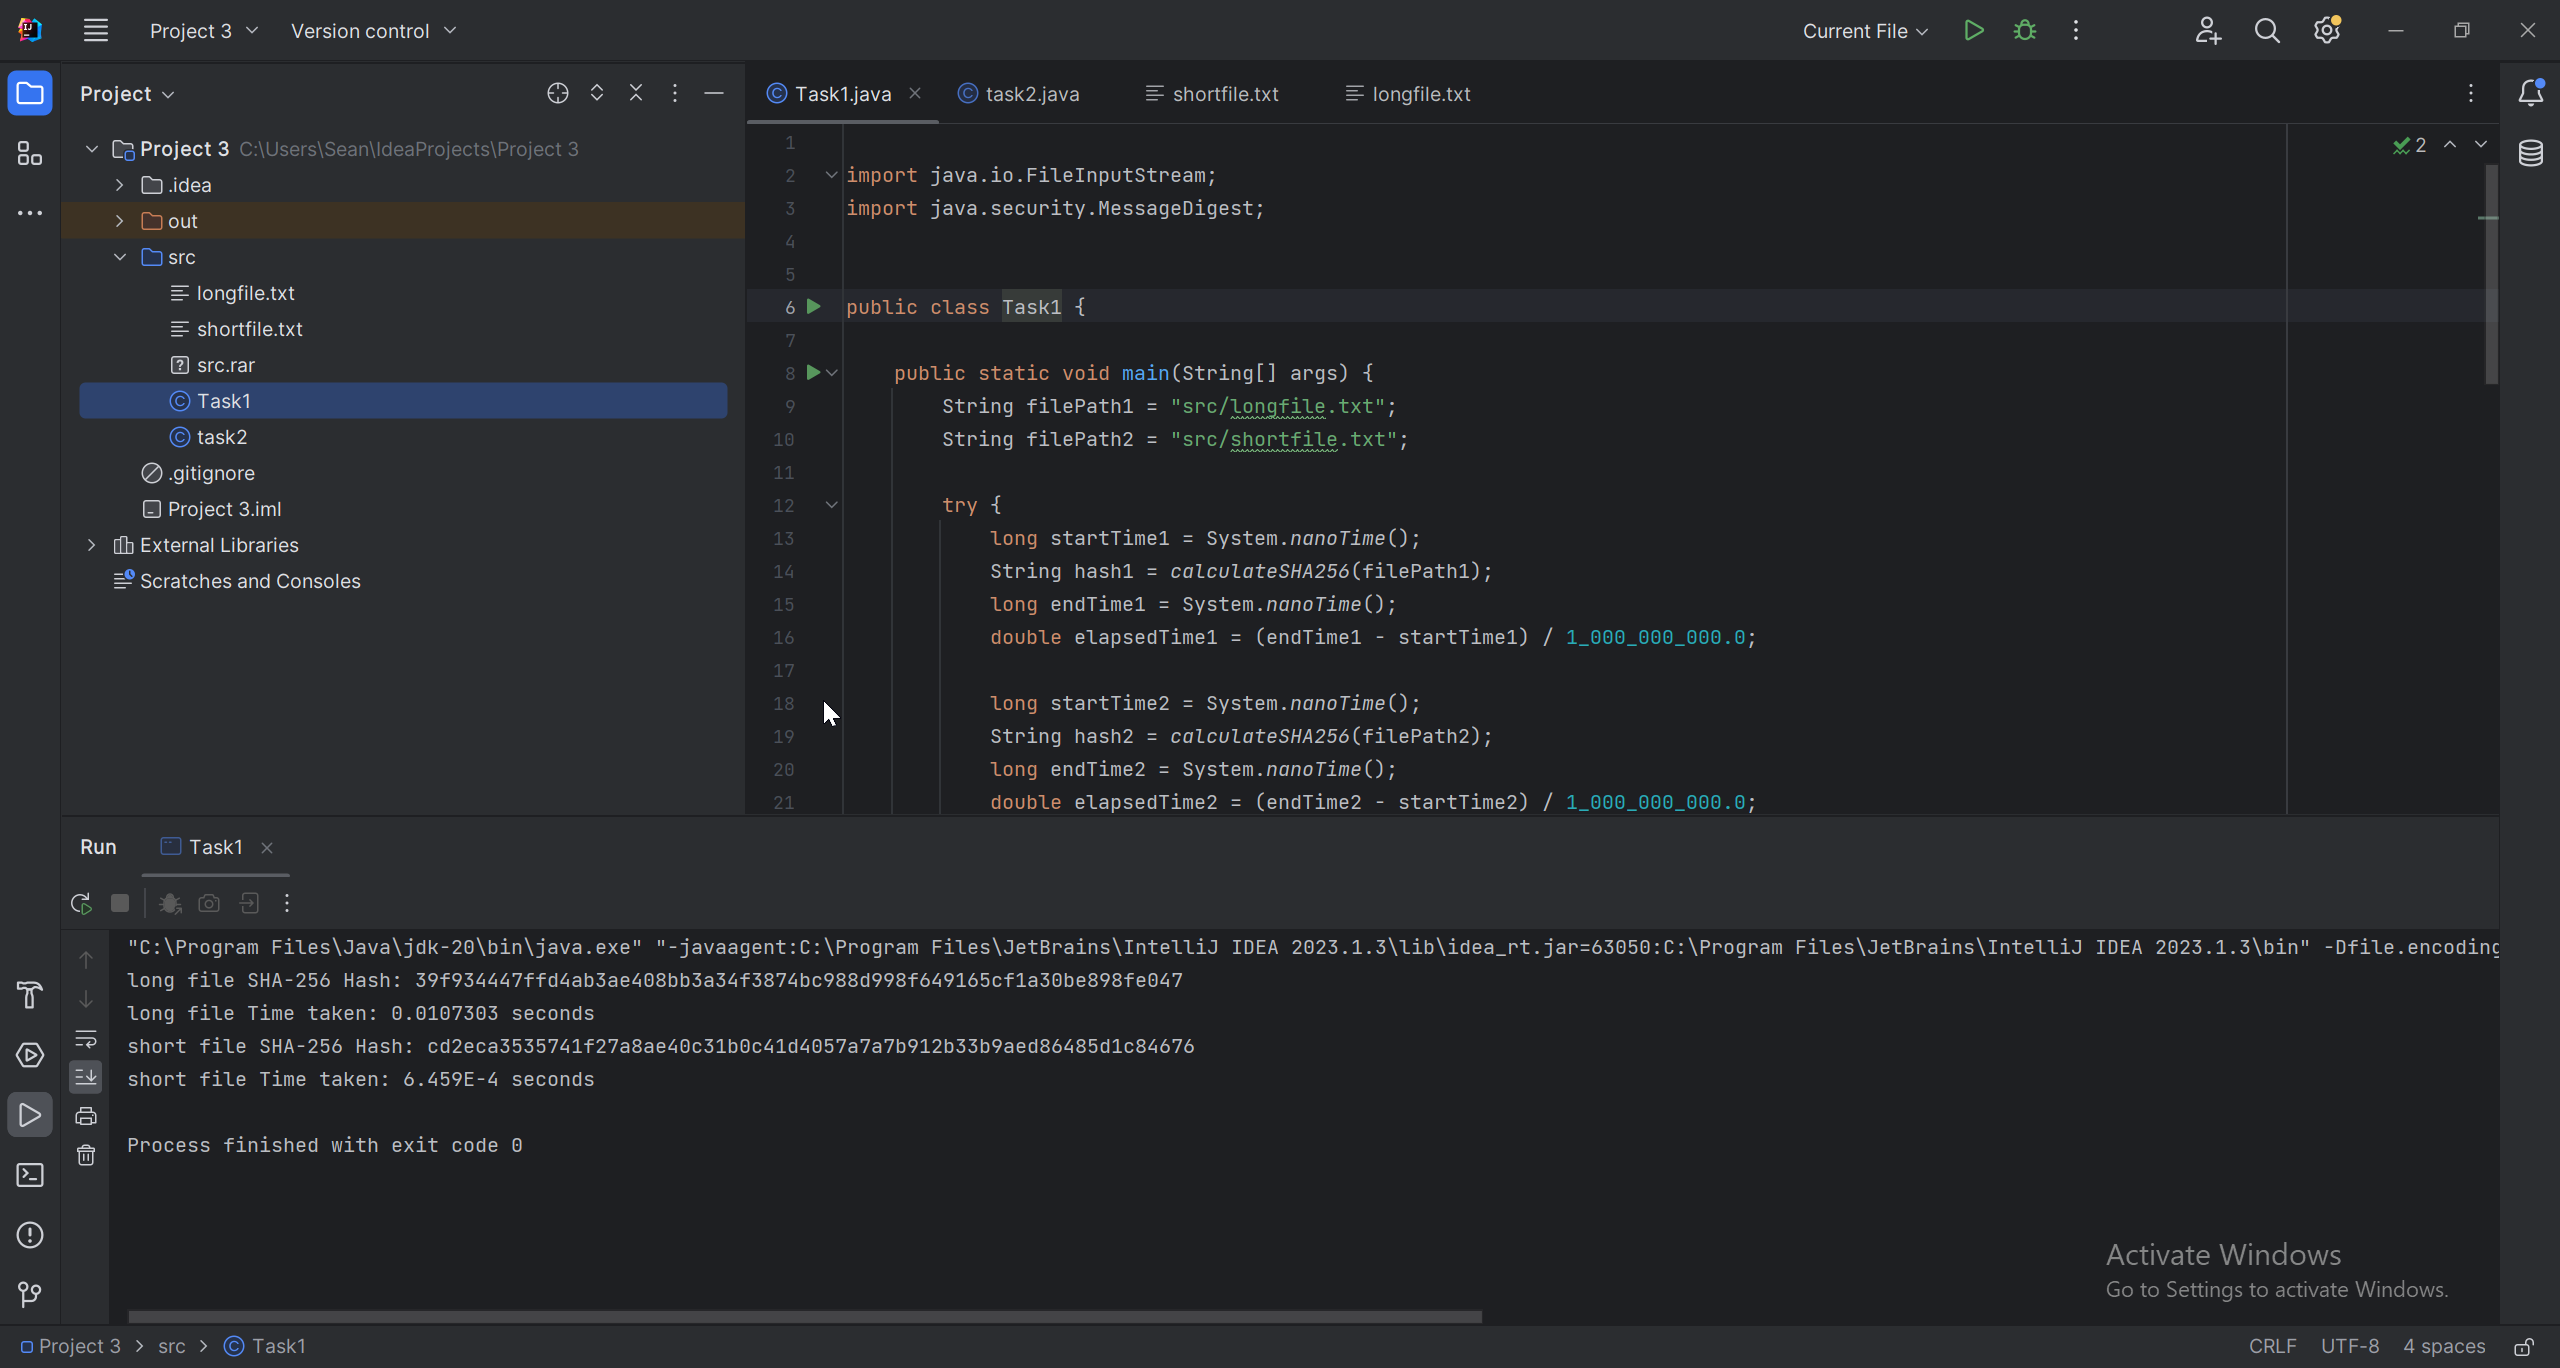 Project 3
Version control
Current File
Project
Project 3 C:\Users\Sean\IdeaProjects\Project 3
.idea
out
src
longfile.txt
shortfile.txt
src.rar
Task1
task2
.gitignore
Project 3.iml
External Libraries
Scratches and Consoles
Task1.java
task2.java
shortfile.txt
longfile.txt
2
1
2 import java.io.FileInputStream;
3 import java.security.MessageDigest;
4
5
6 public class Task1 {
7
8 public static void main(String[] args) {
9 String filePath1 = "src/longfile.txt";
10 String filePath2 = "src/shortfile.txt";
11
12 try {
13 long startTime1 = System.nanoTime();
14 String hash1 = calculateSHA256(filePath1);
15 long endTime1 = System.nanoTime();
16 double elapsedTime1 = (endTime1 - startTime1) / 1_000_000_000.0;
17
18 long startTime2 = System.nanoTime();
19 String hash2 = calculateSHA256(filePath2);
20 long endTime2 = System.nanoTime();
21 double elapsedTime2 = (endTime2 - startTime2) / 1_000_000_000.0;
Run
Task1
"C:\Program Files\Java\jdk-20\bin\java.exe" "-javaagent:C:\Program Files\JetBrains\IntelliJ IDEA 2023.1.3\lib\idea_rt.jar=63050:C:\Program Files\JetBrains\IntelliJ IDEA 2023.1.3\bin" -Dfile.encoding
long file SHA-256 Hash: 39f934447ffd4ab3ae408bb3a34f3874bc988d998f649165cf1a30be898fe047
long file Time taken: 0.0107303 seconds
short file SHA-256 Hash: cd2eca3535741f27a8ae40c31b0c41d4057a7a7b912b33b9aed86485d1c84676
short file Time taken: 6.459E-4 seconds
Process finished with exit code 0
Activate Windows
Go to Settings to activate Windows.
Project 3 > src > Task1
CRLF
UTF-8
4 spaces